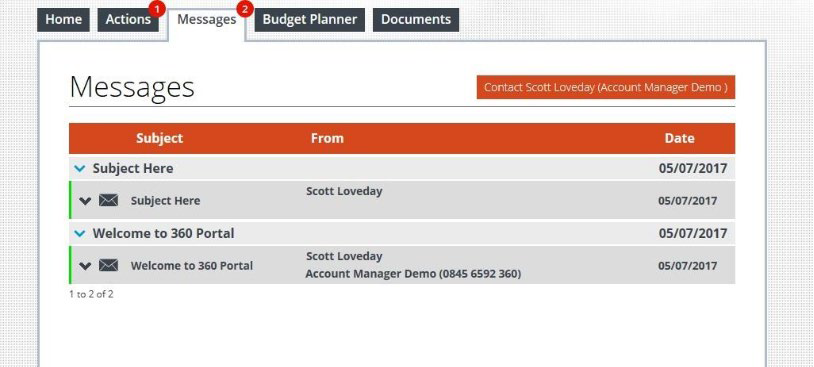 Home Actions 1 Messages 2 Budget Planner Documents
Messages
Contact Scott Loveday (Account Manager Demo )
Subject From Date
Subject Here 05/07/2017
Scott Loveday
Subject Here 05/07/2017
Welcome to 360 Portal 05/07/2017
Scott Loveday
Welcome to 360 Portal 05/07/2017
Account Manager Demo (0845 6592 360)
1 to 2 of 2